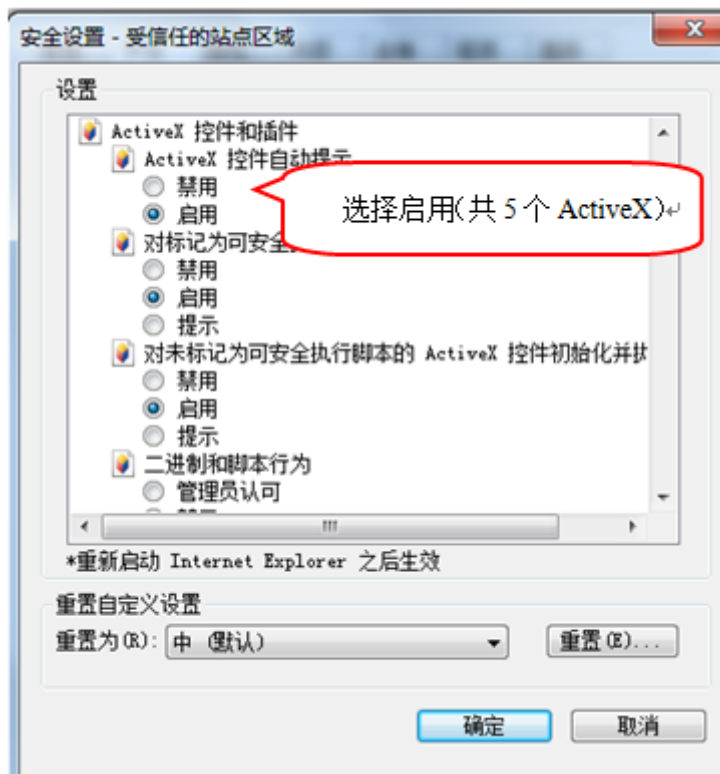 安全设置 - 受信任的站点区域
设置
ActiveX 控件和插件
ActiveX 控件自动提示
禁用
启用
选择启用(共 5 个 ActiveX)
对标记为可安全
禁用
启用
提示
对未标记为可安全执行脚本的 ActiveX 控件初始化并执
禁用
启用
提示
二进制和脚本行为
管理员认可
*重新启动 Internet Explorer 之后生效
重置自定义设置
重置为(R): 中 (默认) 重置(E)...
确定 取消